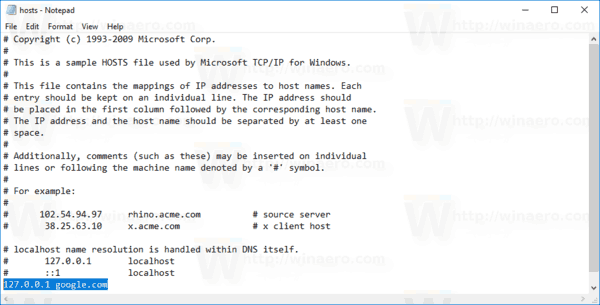 hosts - Notepad
File Edit Format View Help
# Copyright (c) 1993-2009 Microsoft Corp.
#
# This is a sample HOSTS file used by Microsoft TCP/IP for Windows.
#
# This file contains the mappings of IP addresses to host names. Each
# entry should be kept on an individual line. The IP address should
# be placed in the first column followed by the corresponding host name.
# The IP address and the host name should be separated by at least one
# space.
#
# Additionally, comments (such as these) may be inserted on individual
# lines or following the machine name denoted by a '#' symbol.
#
# For example:
#
#      102.54.94.97     rhino.acme.com          # source server
#       38.25.63.10     x.acme.com              # x client host

# localhost name resolution is handled within DNS itself.
#       127.0.0.1       localhost
#       ::1             localhost
127.0.0.1 google.com
W http://winaero.com